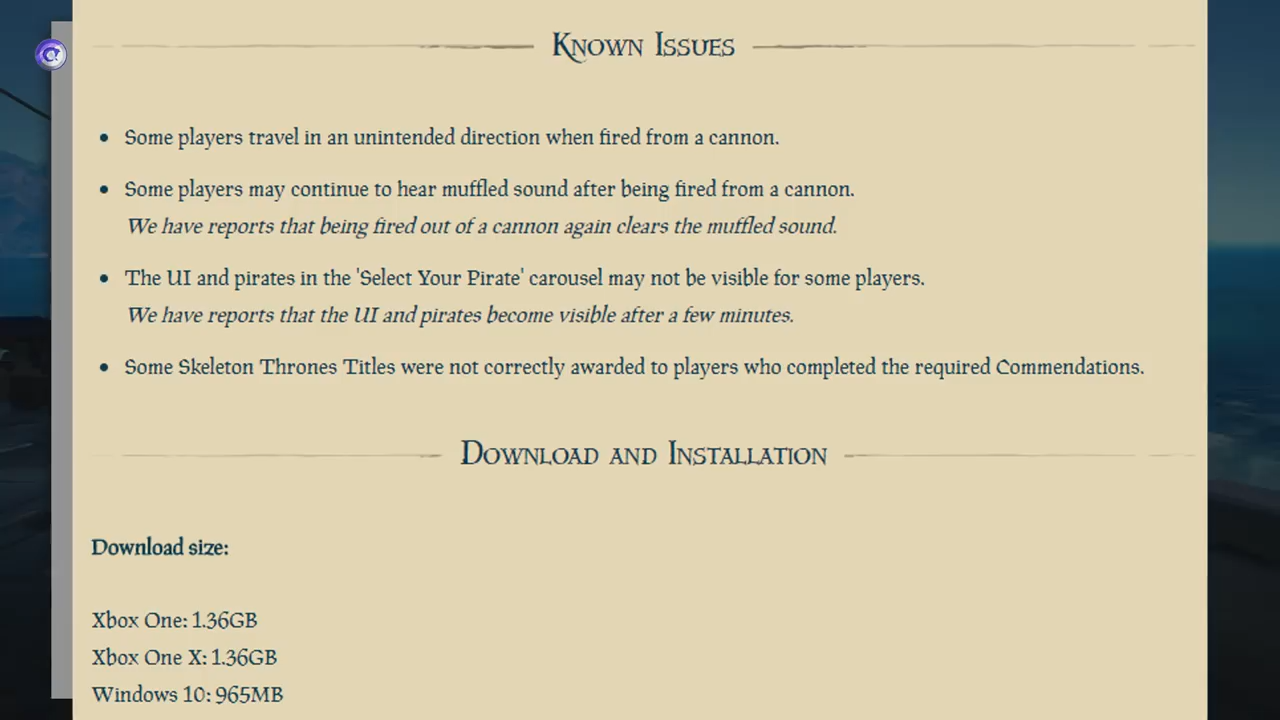 Known Issues
• Some players travel in an unintended direction when fired from a cannon.
• Some players may continue to hear muffled sound after being fired from a cannon.
We have reports that being fired out of a cannon again clears the muffled sound.
• The UI and pirates in the 'Select Your Pirate' carousel may not be visible for some players.
We have reports that the UI and pirates become visible after a few minutes.
• Some Skeleton Thrones Titles were not correctly awarded to players who completed the required Commendations.
Download and Installation
Download size:
Xbox One: 1.36GB
Xbox One X: 1.36GB
Windows 10: 965MB